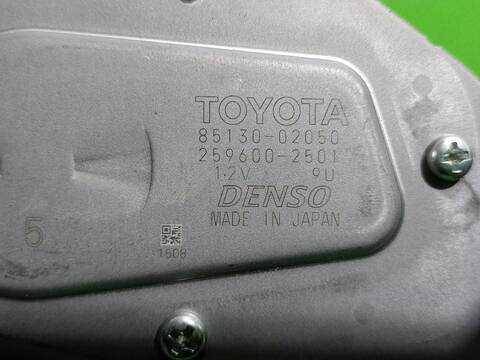 TOYOTA
85130-02050
259600-2501
12V 9U
DENSO
MADE IN JAPAN
5
1608